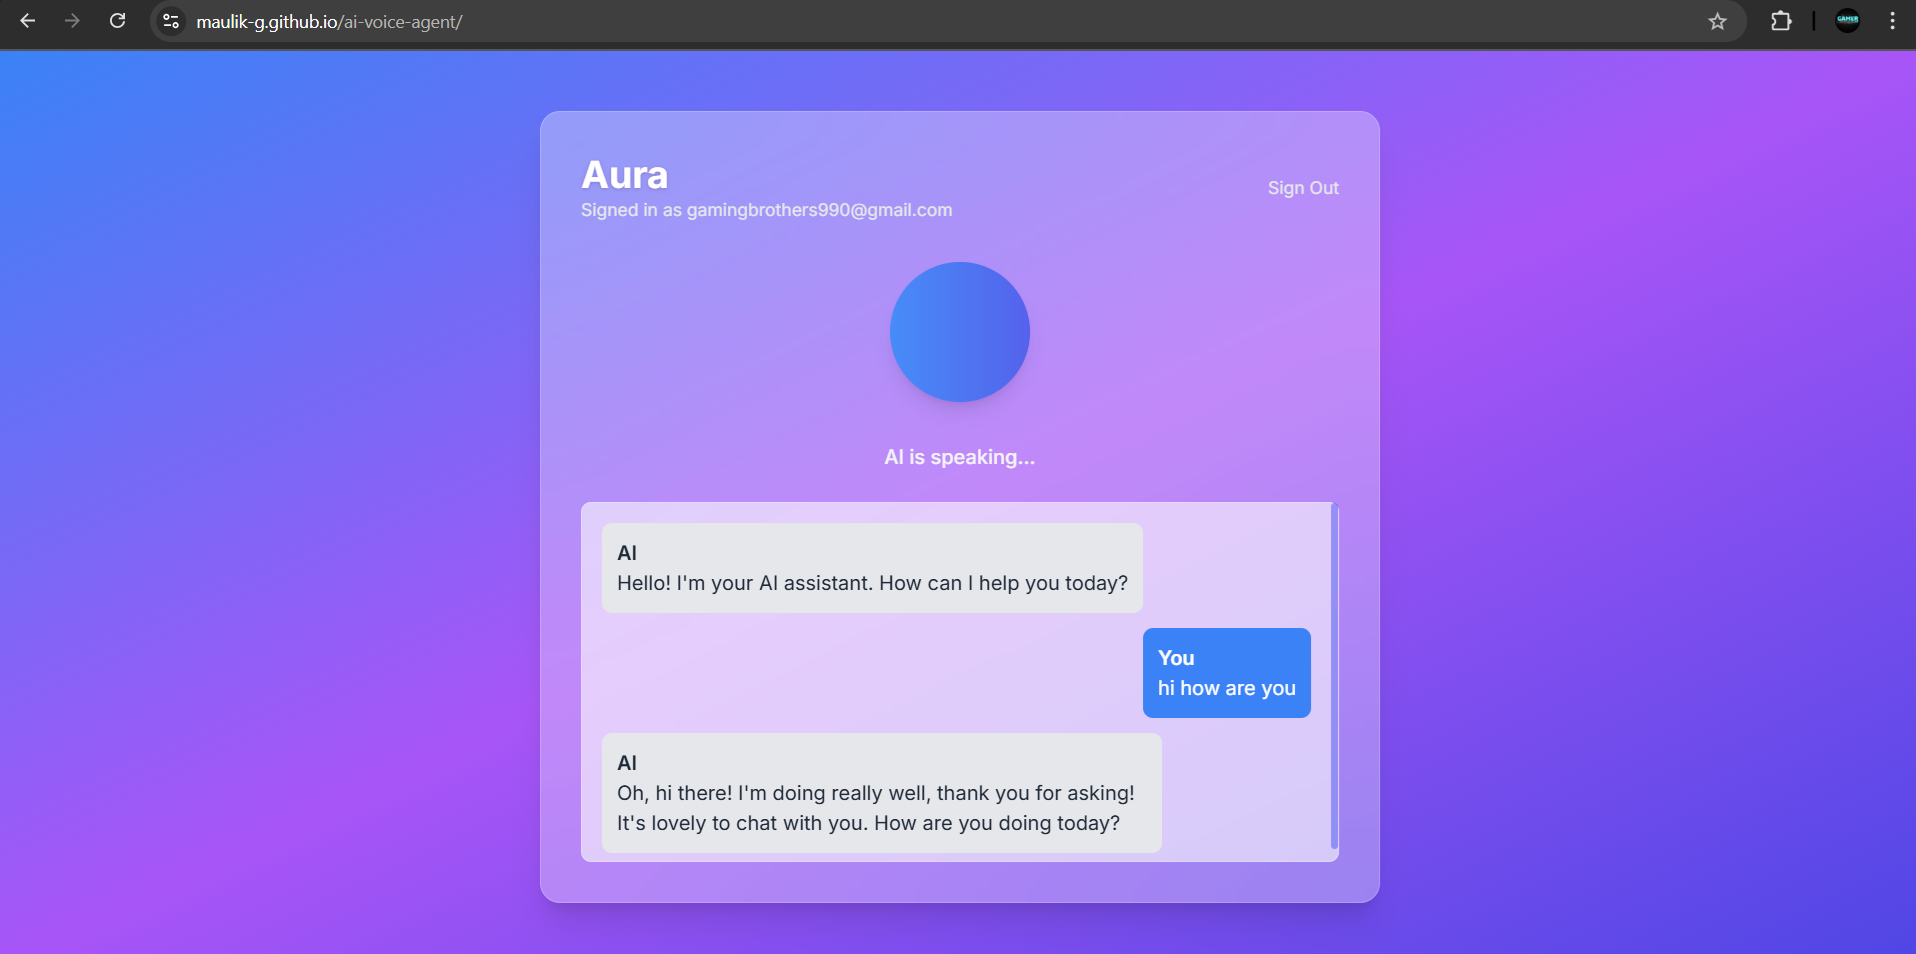 maulik-g.github.io/ai-voice-agent/
GAMER
Aura
Signed in as gamingbrothers990@gmail.com
Sign Out
AI is speaking...
AI
Hello! I'm your AI assistant. How can I help you today?
You
hi how are you
AI
Oh, hi there! I'm doing really well, thank you for asking!
It's lovely to chat with you. How are you doing today?